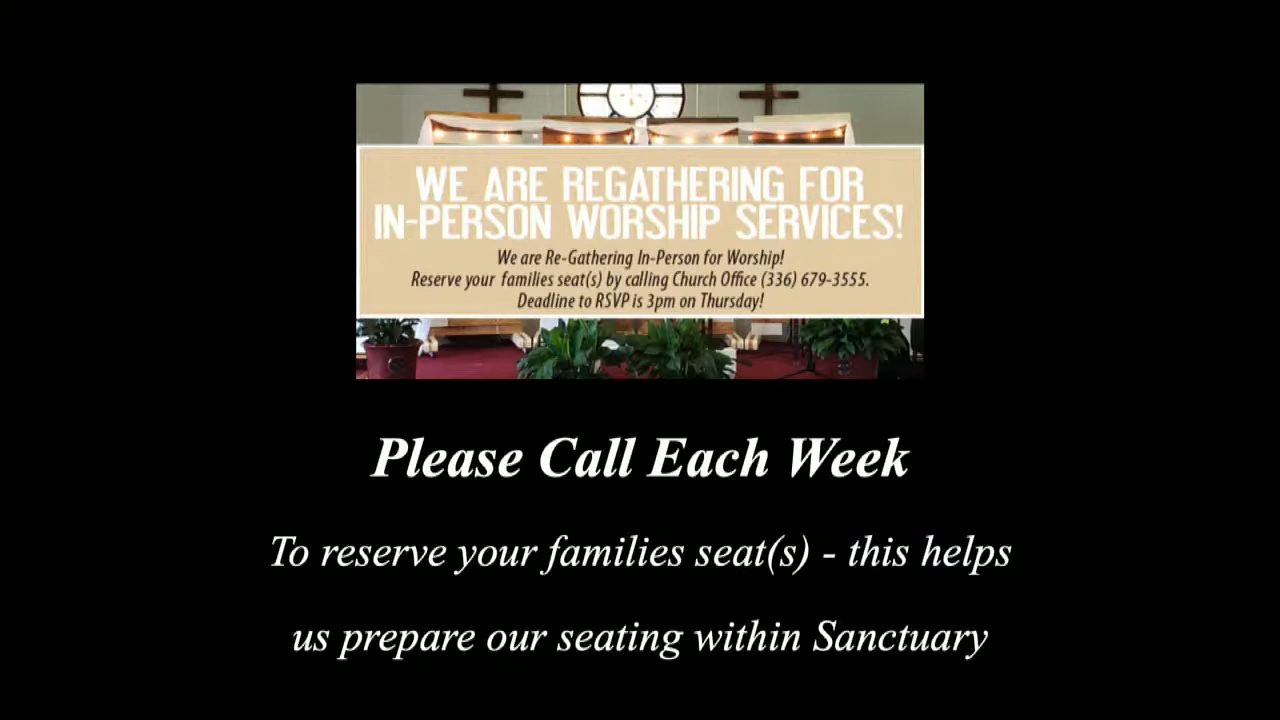 WE ARE REGATHERING FOR
IN-PERSON WORSHIP SERVICES!
We are Re-Gathering In-Person for Worship!
Reserve your families seat(s) by calling Church Office (336) 679-3555.
Deadline to RSVP is 3pm on Thursday!
Please Call Each Week
To reserve your families seat(s) - this helps
us prepare our seating within Sanctuary